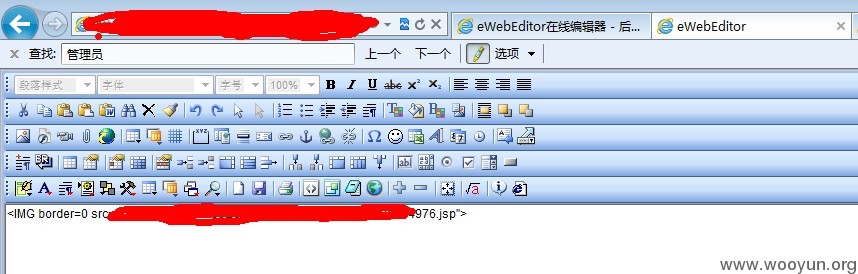 eWebEditor在线编辑器 - 后...
eWebEditor
查找: 管理员 上一个 下一个 选项
段落样式 字体 字号 100% B I U abc x² x₂
<IMG border=0 src=
4976.jsp">
www.wooyun.org